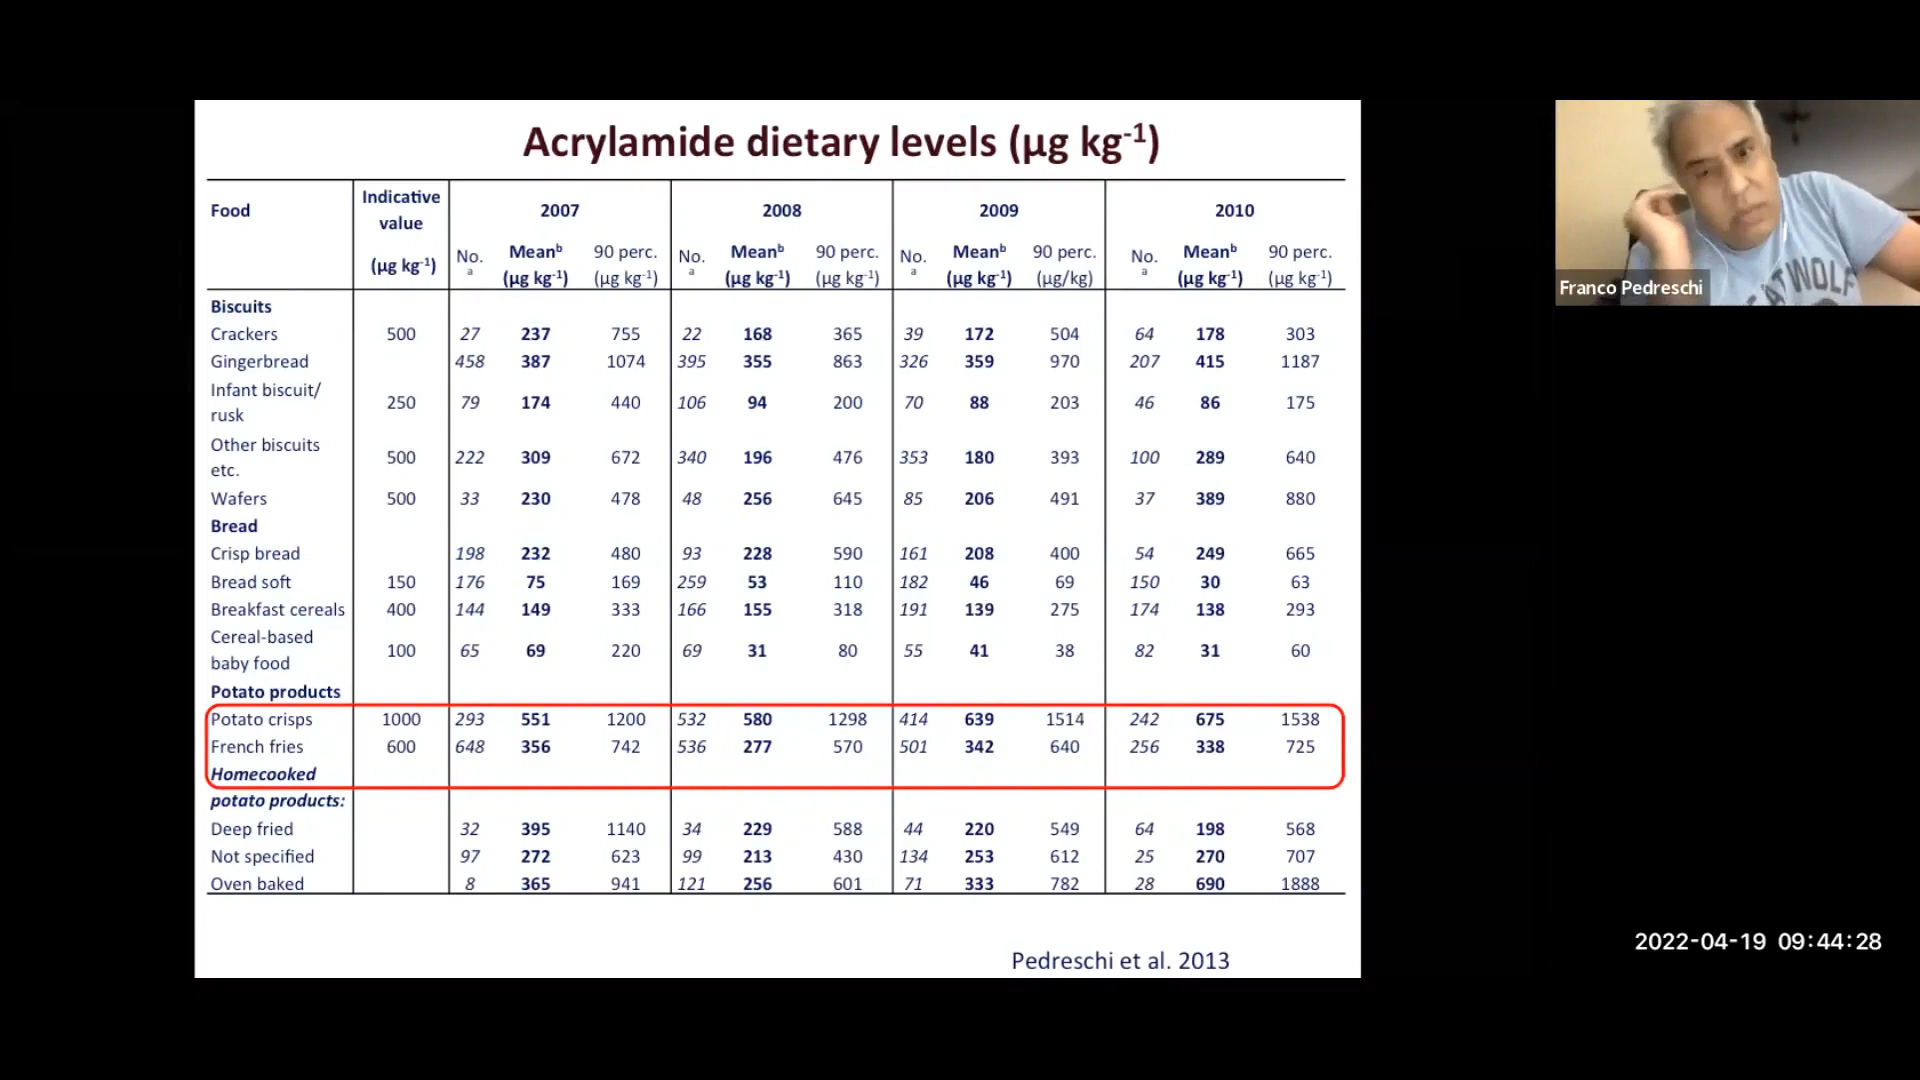 Acrylamide dietary levels (µg kg⁻¹)
Food Indicative value (µg kg⁻¹) 2007 2008 2009 2010
No. a Meanᵇ (µg kg⁻¹) 90 perc. (µg kg⁻¹) No. a Meanᵇ (µg kg⁻¹) 90 perc. (µg kg⁻¹) No. a Meanᵇ (µg kg⁻¹) 90 perc. (µg/kg) No. a Meanᵇ (µg kg⁻¹) 90 perc. (µg kg⁻¹)
Biscuits
Crackers 500 27 237 755 22 168 365 39 172 504 64 178 303
Gingerbread 458 387 1074 395 355 863 326 359 970 207 415 1187
Infant biscuit/
rusk 250 79 174 440 106 94 200 70 88 203 46 86 175
Other biscuits
etc. 500 222 309 672 340 196 476 353 180 393 100 289 640
Wafers 500 33 230 478 48 256 645 85 206 491 37 389 880
Bread
Crisp bread 198 232 480 93 228 590 161 208 400 54 249 665
Bread soft 150 176 75 169 259 53 110 182 46 69 150 30 63
Breakfast cereals 400 144 149 333 166 155 318 191 139 275 174 138 293
Cereal-based
baby food 100 65 69 220 69 31 80 55 41 38 82 31 60
Potato products
Potato crisps 1000 293 551 1200 532 580 1298 414 639 1514 242 675 1538
French fries 600 648 356 742 536 277 570 501 342 640 256 338 725
Homecooked
potato products:
Deep fried 32 395 1140 34 229 588 44 220 549 64 198 568
Not specified 97 272 623 99 213 430 134 253 612 25 270 707
Oven baked 8 365 941 121 256 601 71 333 782 28 690 1888
Pedreschi et al. 2013
Franco Pedreschi
2022-04-19 09:44:28